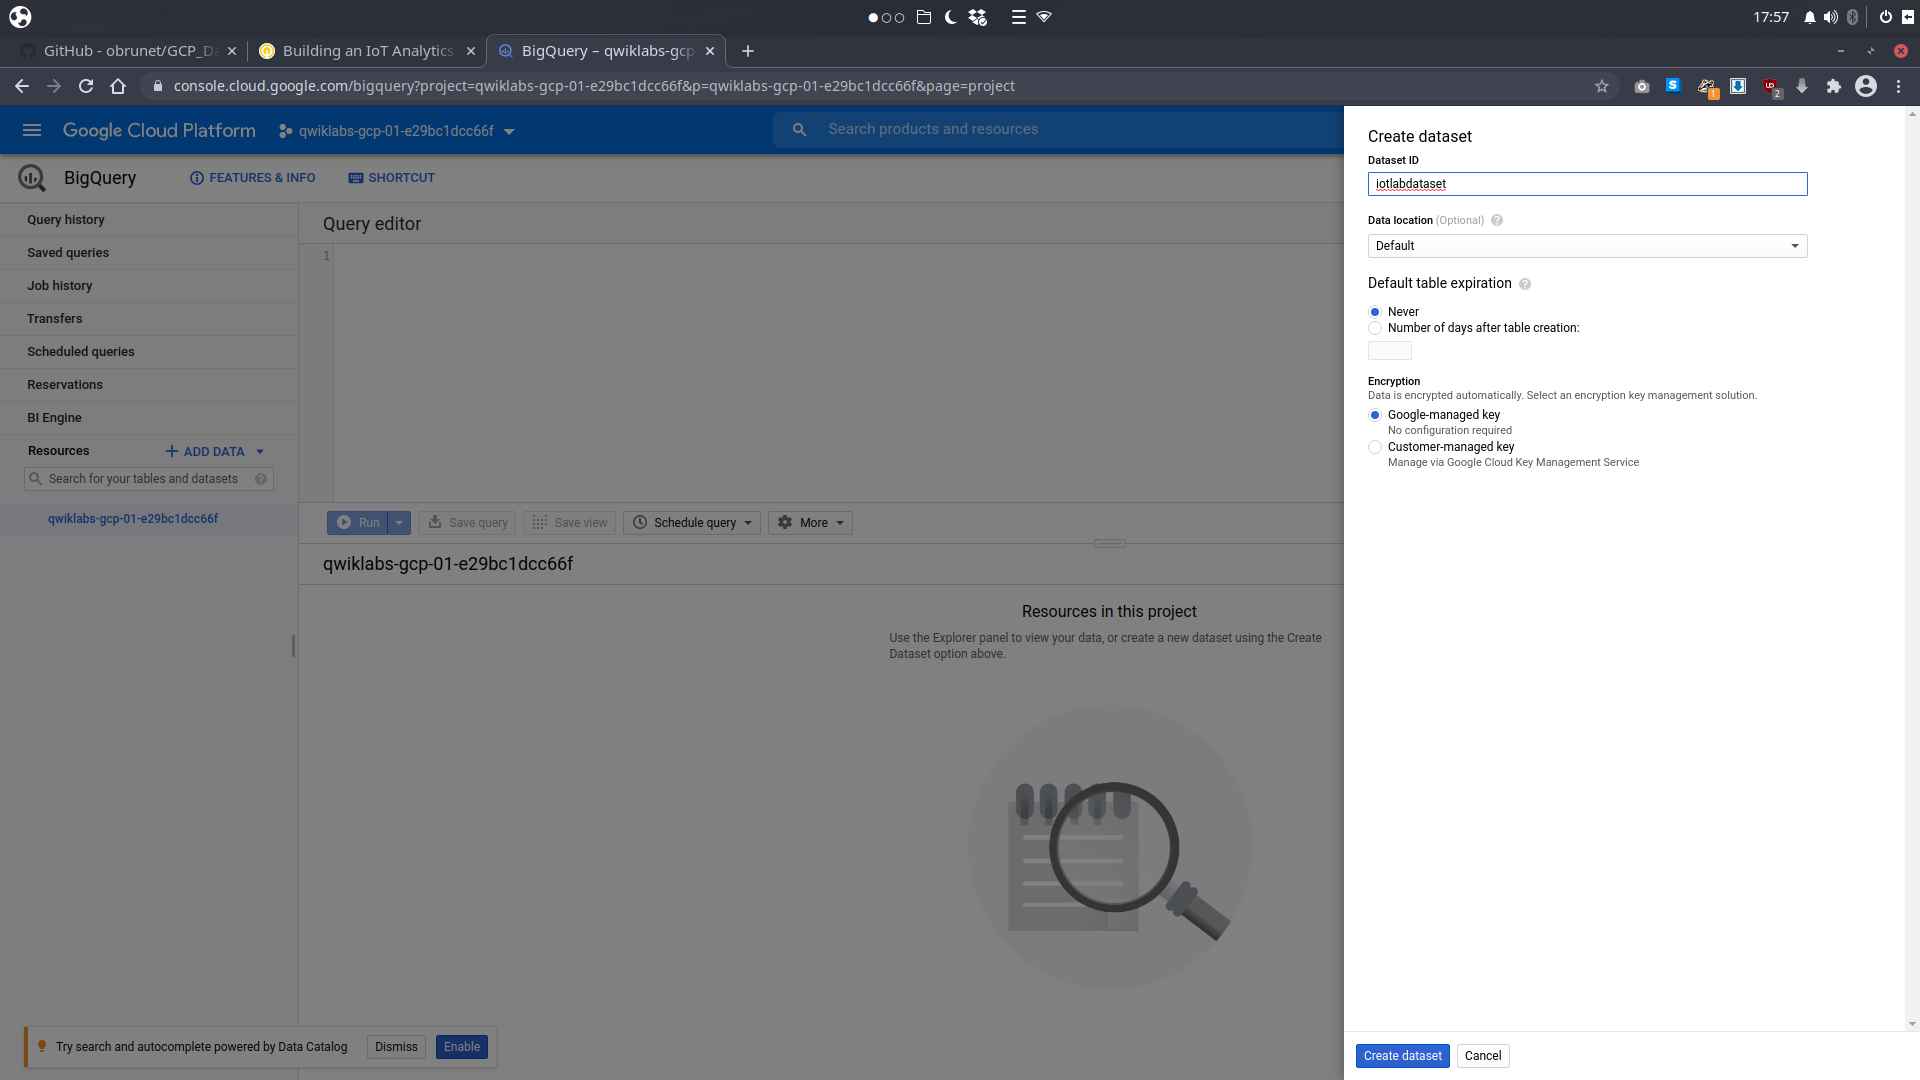 17:57
GitHub - obrunet/GCP_Da
Building an IoT Analytics
BigQuery – qwiklabs-gcp
console.cloud.google.com/bigquery?project=qwiklabs-gcp-01-e29bc1dcc66f&p=qwiklabs-gcp-01-e29bc1dcc66f&page=project
1
2
Google Cloud Platform
qwiklabs-gcp-01-e29bc1dcc66f
Search products and resources
BigQuery
FEATURES & INFO
SHORTCUT
Query history
Saved queries
Job history
Transfers
Scheduled queries
Reservations
BI Engine
Resources
ADD DATA
Search for your tables and datasets
qwiklabs-gcp-01-e29bc1dcc66f
Query editor
1
Run
Save query
Save view
Schedule query
More
qwiklabs-gcp-01-e29bc1dcc66f
Resources in this project
Use the Explorer panel to view your data, or create a new dataset using the Create
Dataset option above.
Try search and autocomplete powered by Data Catalog
Dismiss
Enable
Create dataset
Dataset ID
iotlabdataset
Data location (Optional)
Default
Default table expiration
Never
Number of days after table creation:
Encryption
Data is encrypted automatically. Select an encryption key management solution.
Google-managed key
No configuration required
Customer-managed key
Manage via Google Cloud Key Management Service
Create dataset
Cancel